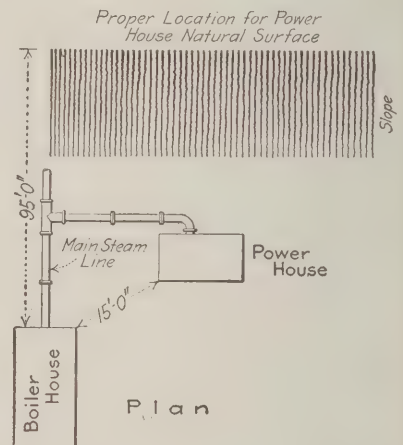 Proper Location for Power
House Natural Surface
Slope
95'-0"
Main Steam
Line
Power
House
15'-0"
Boiler
House
Plan